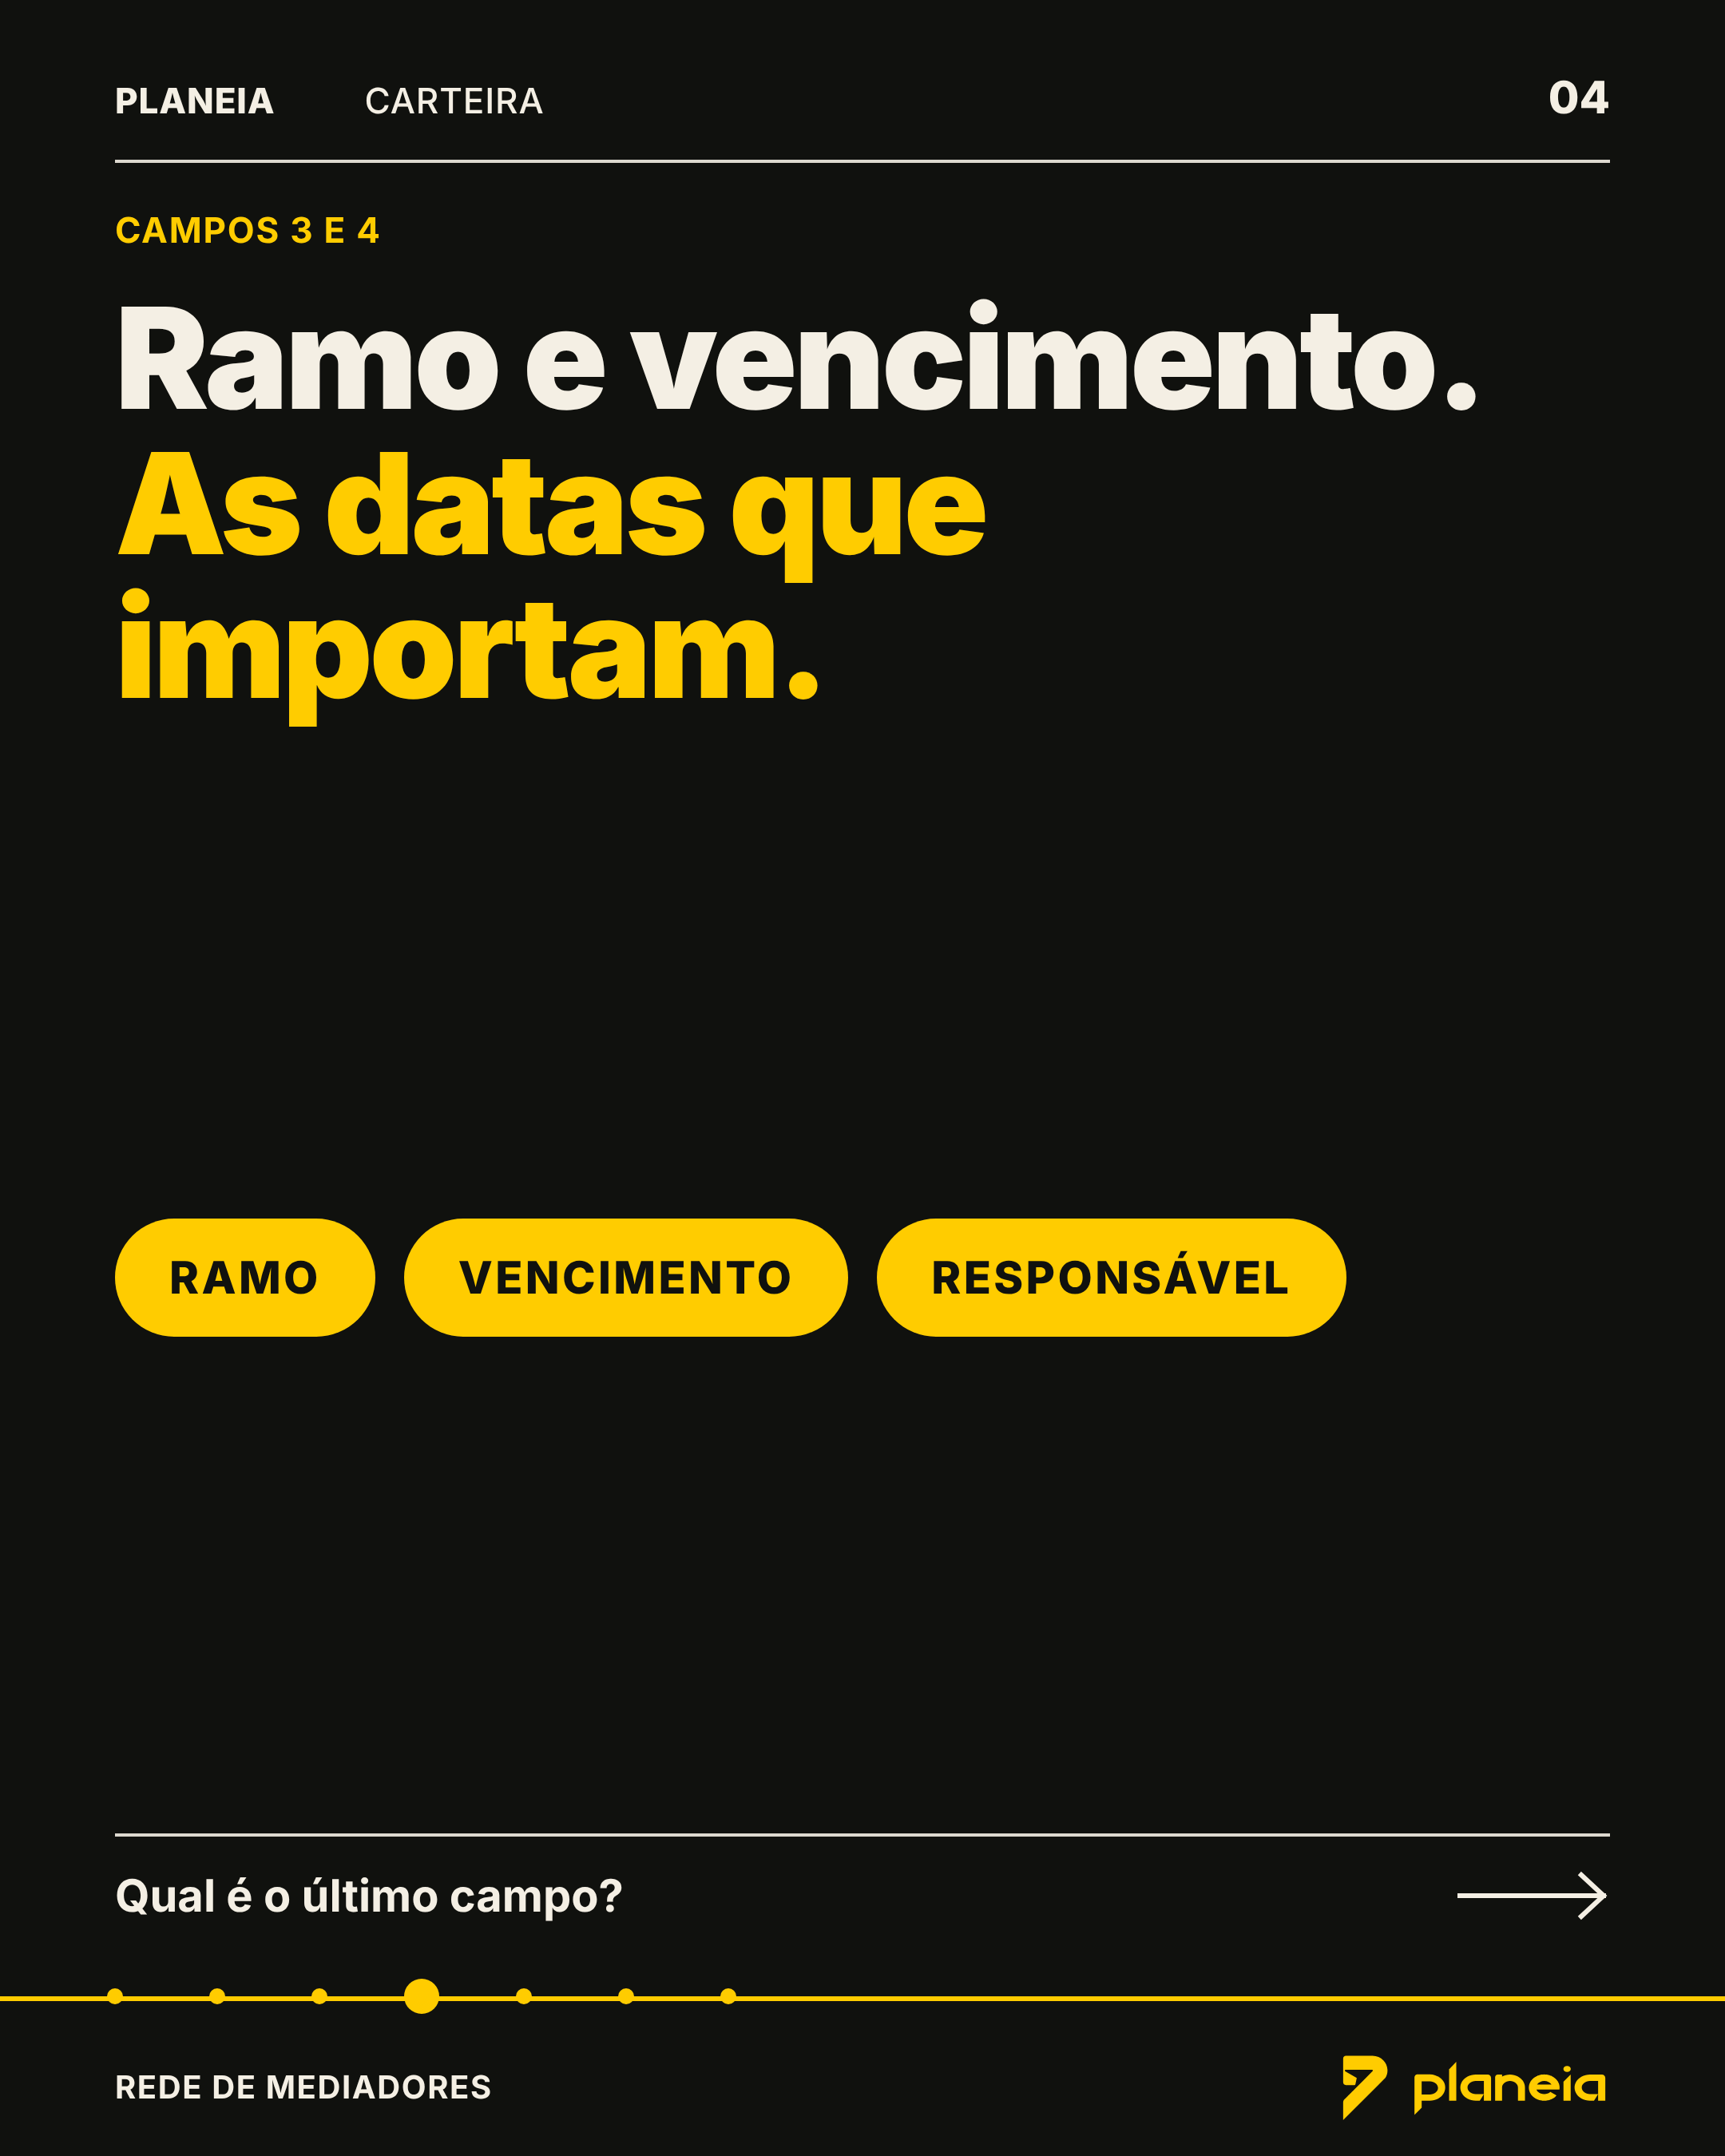 PLANEIA CARTEIRA 04
CAMPOS 3 E 4
Ramo e vencimento.
As datas que
importam.
RAMO VENCIMENTO RESPONSÁVEL
Qual é o último campo?
REDE DE MEDIADORES planeia